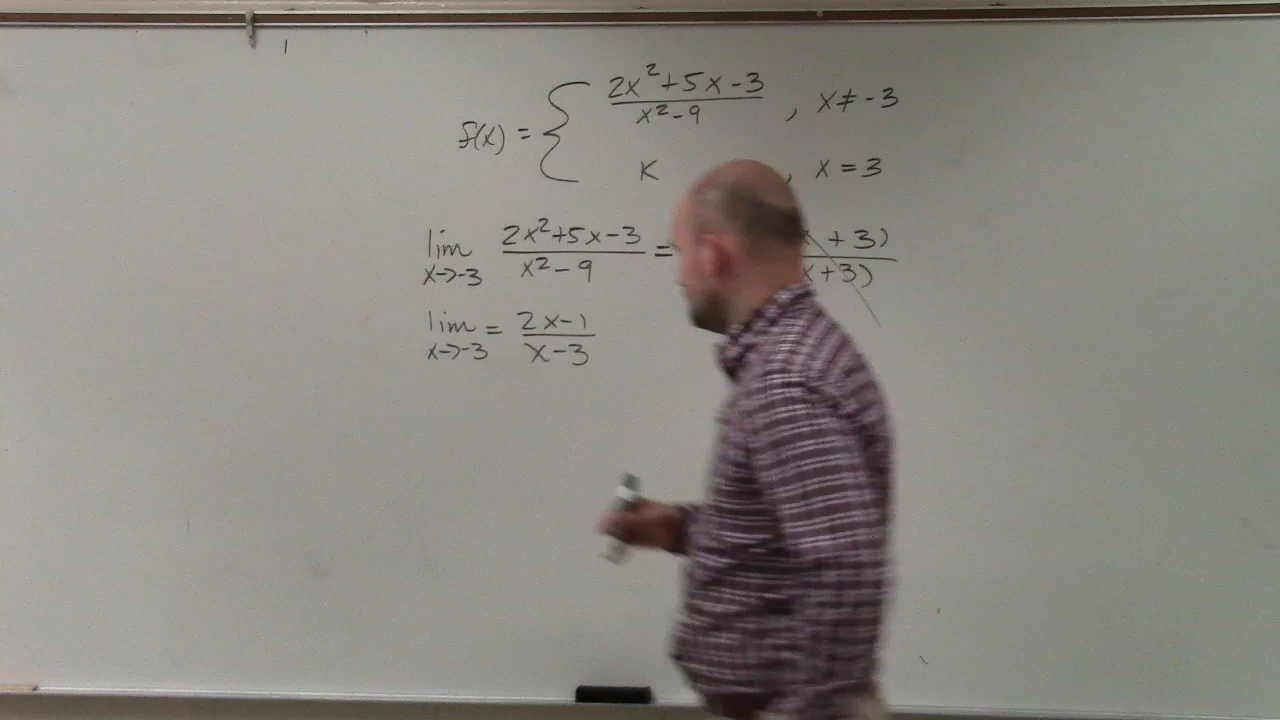 2x²+5x-3
f(x) = { x²-9 , x≠-3
K , x = 3
lim x→-3 2x²+5x-3 / x²-9 = x+3) / x+3)
lim x→-3 = 2x-1 / x-3